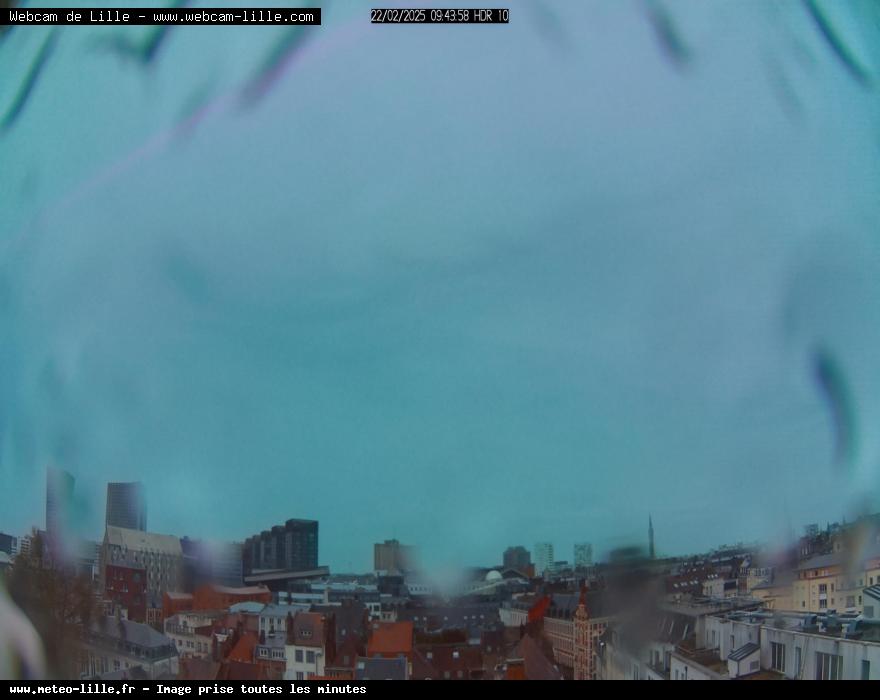 Webcam de Lille - www.webcam-lille.com
22/02/2025 09:43:58 HDR 10
www.meteo-lille.fr - Image prise toutes les minutes